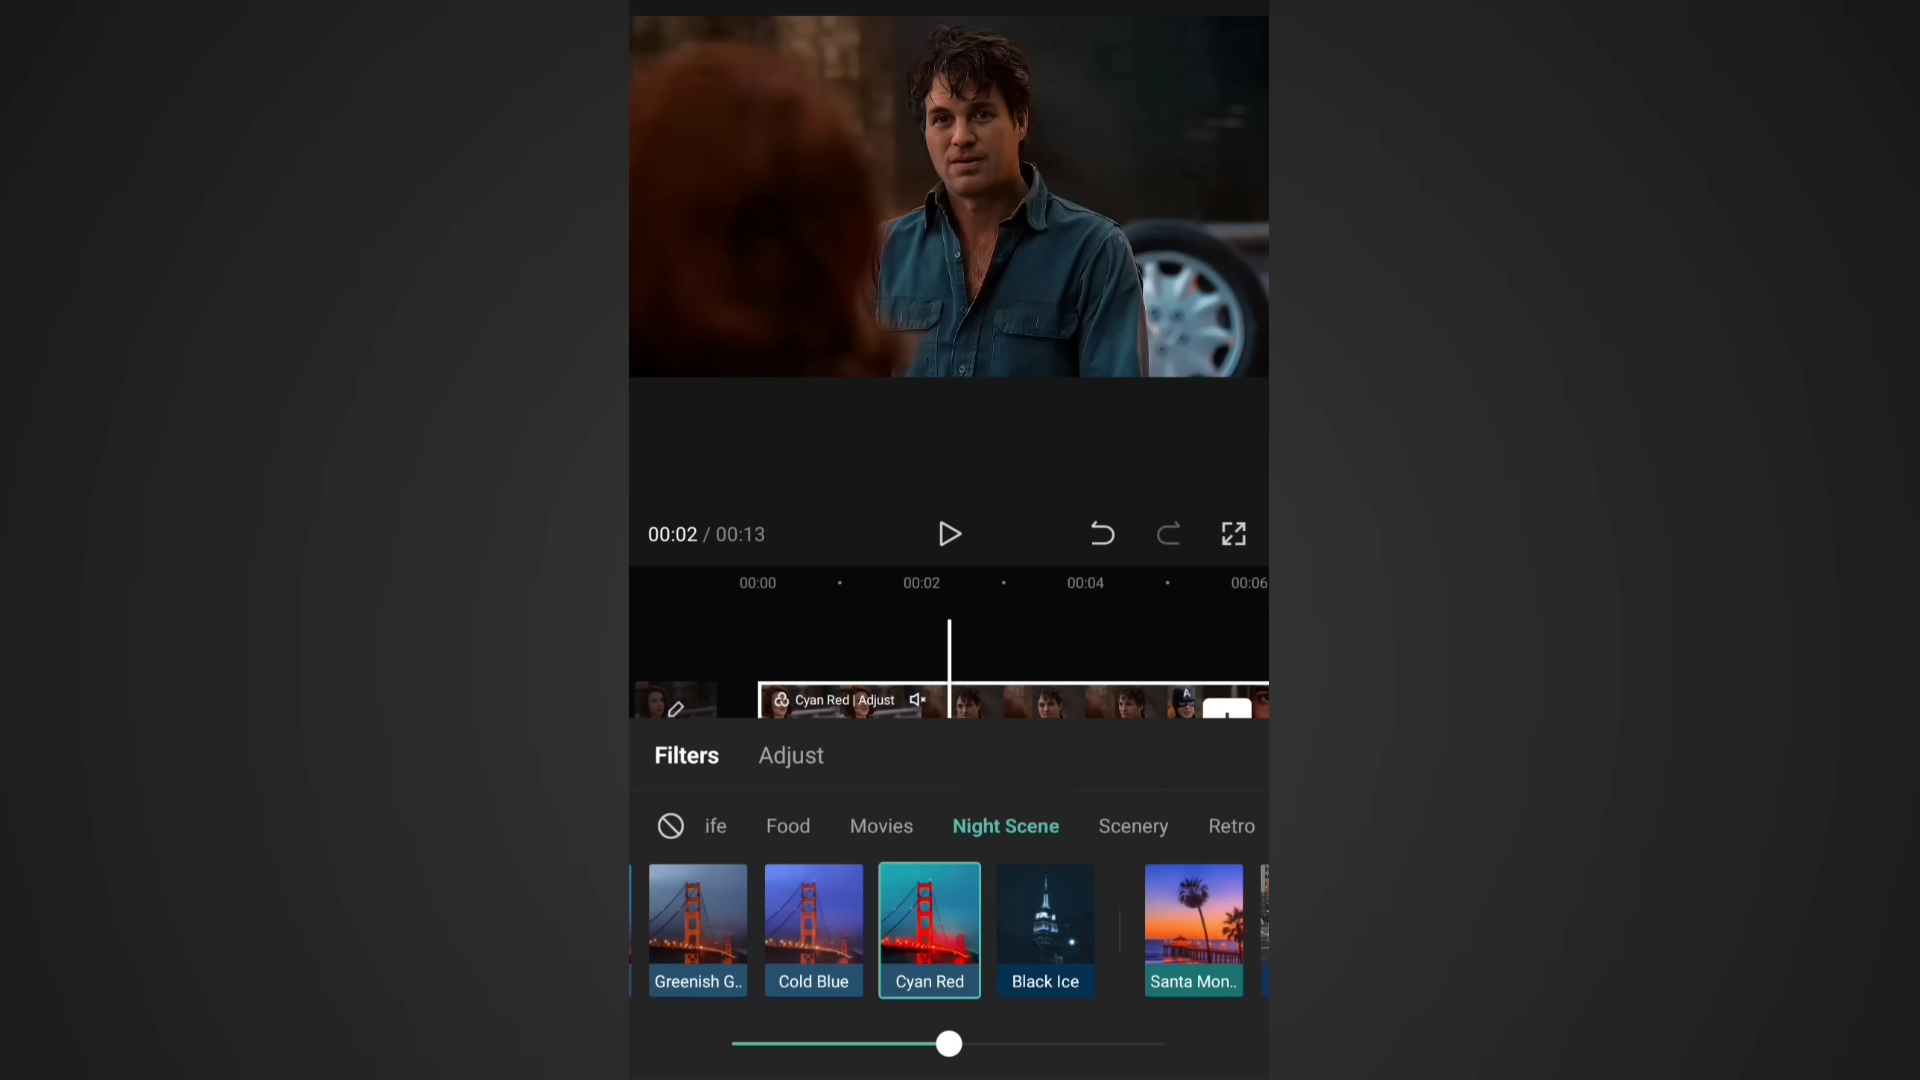 00:02 / 00:13
00:00 00:02 00:04 00:06
Cyan Red | Adjust
A
Filters Adjust
ife Food Movies Night Scene Scenery Retro
Greenish G.. Cold Blue Cyan Red Black Ice Santa Mon..